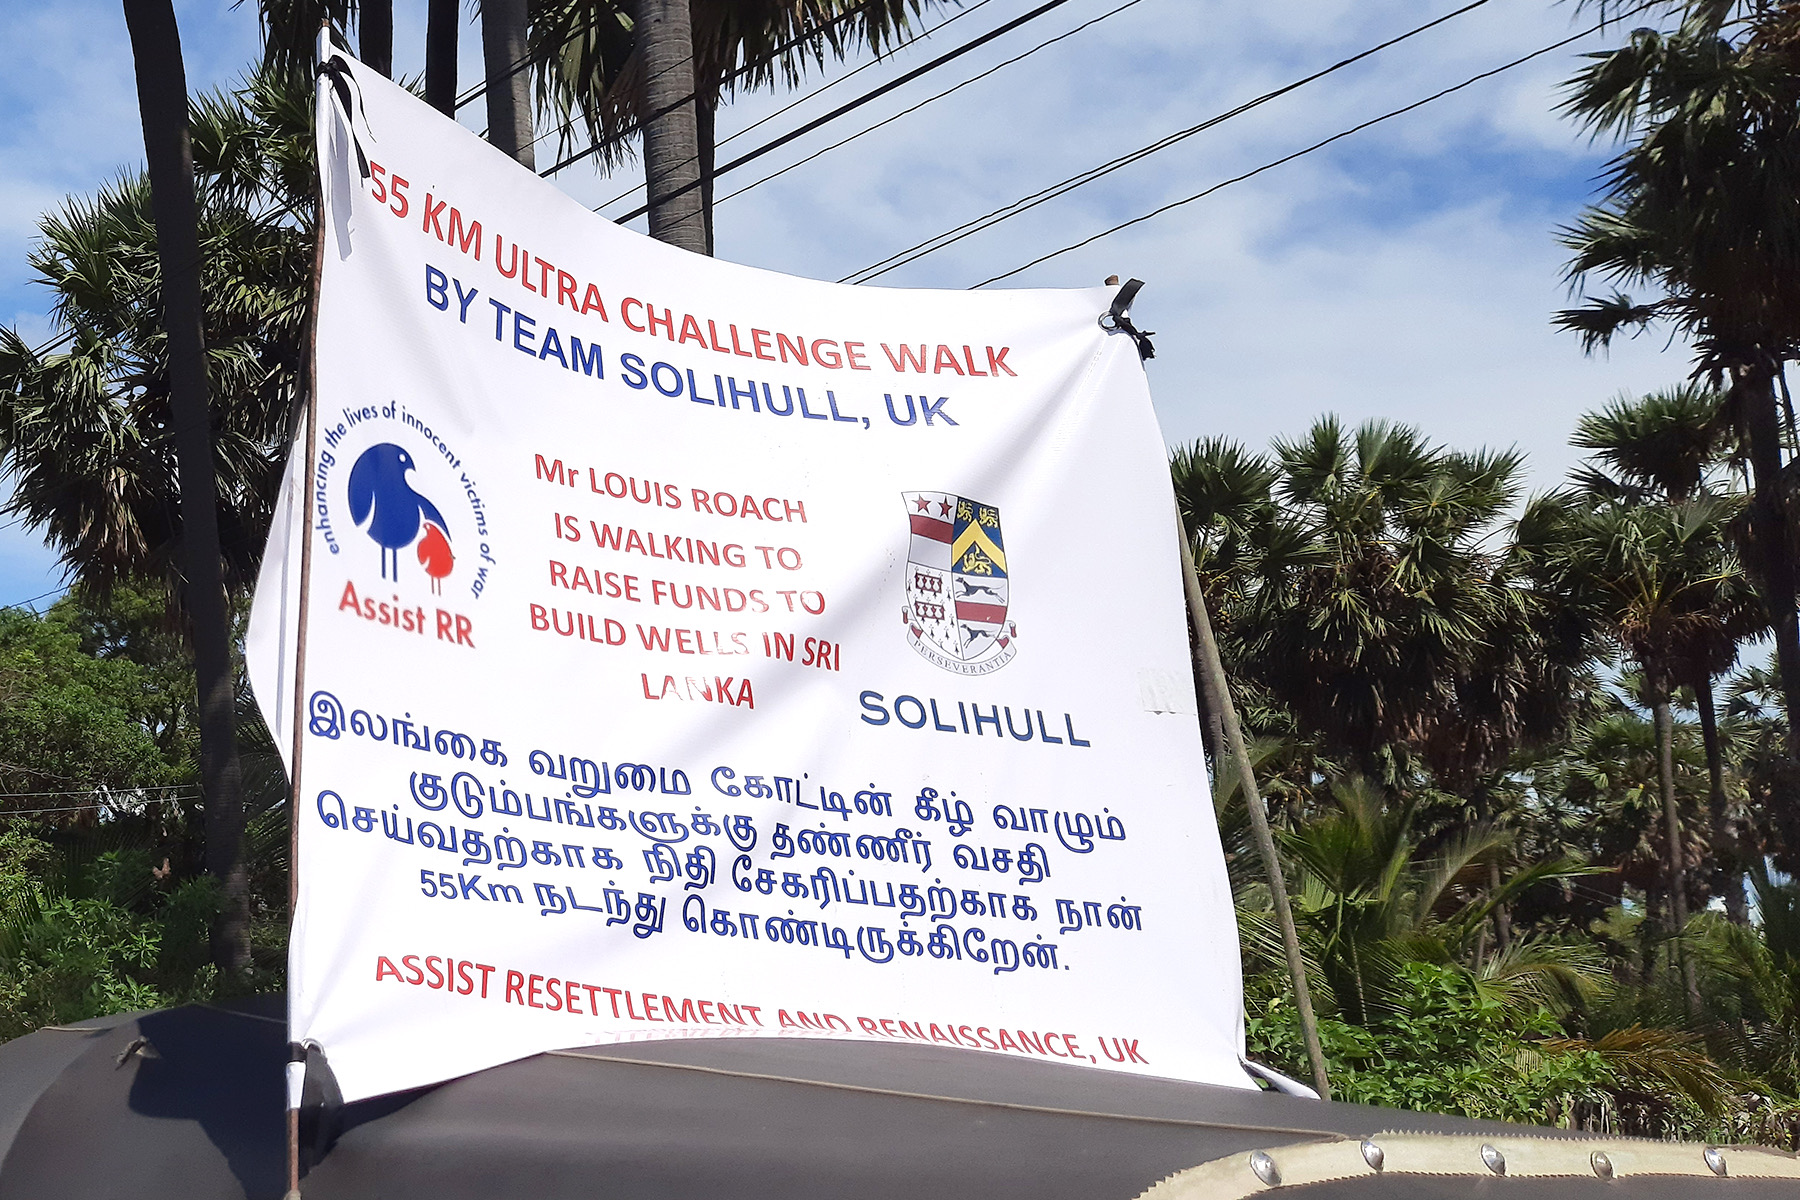 55 KM ULTRA CHALLENGE WALK
BY TEAM SOLIHULL, UK
enhancing the lives of innocent victims of war
Assist RR
Mr LOUIS ROACH
IS WALKING TO
RAISE FUNDS TO
BUILD WELLS IN SRI
LANKA
PERSEVERANTIA
SOLIHULL
இலங்கை வறுமை கோட்டின் கீழ் வாழும்
குடும்பங்களுக்கு தண்ணீர் வசதி
செய்வதற்காக நிதி சேகரிப்பதற்காக நான்
55Km நடந்து கொண்டிருக்கிறேன்.
ASSIST RESETTLEMENT AND RENAISSANCE, UK